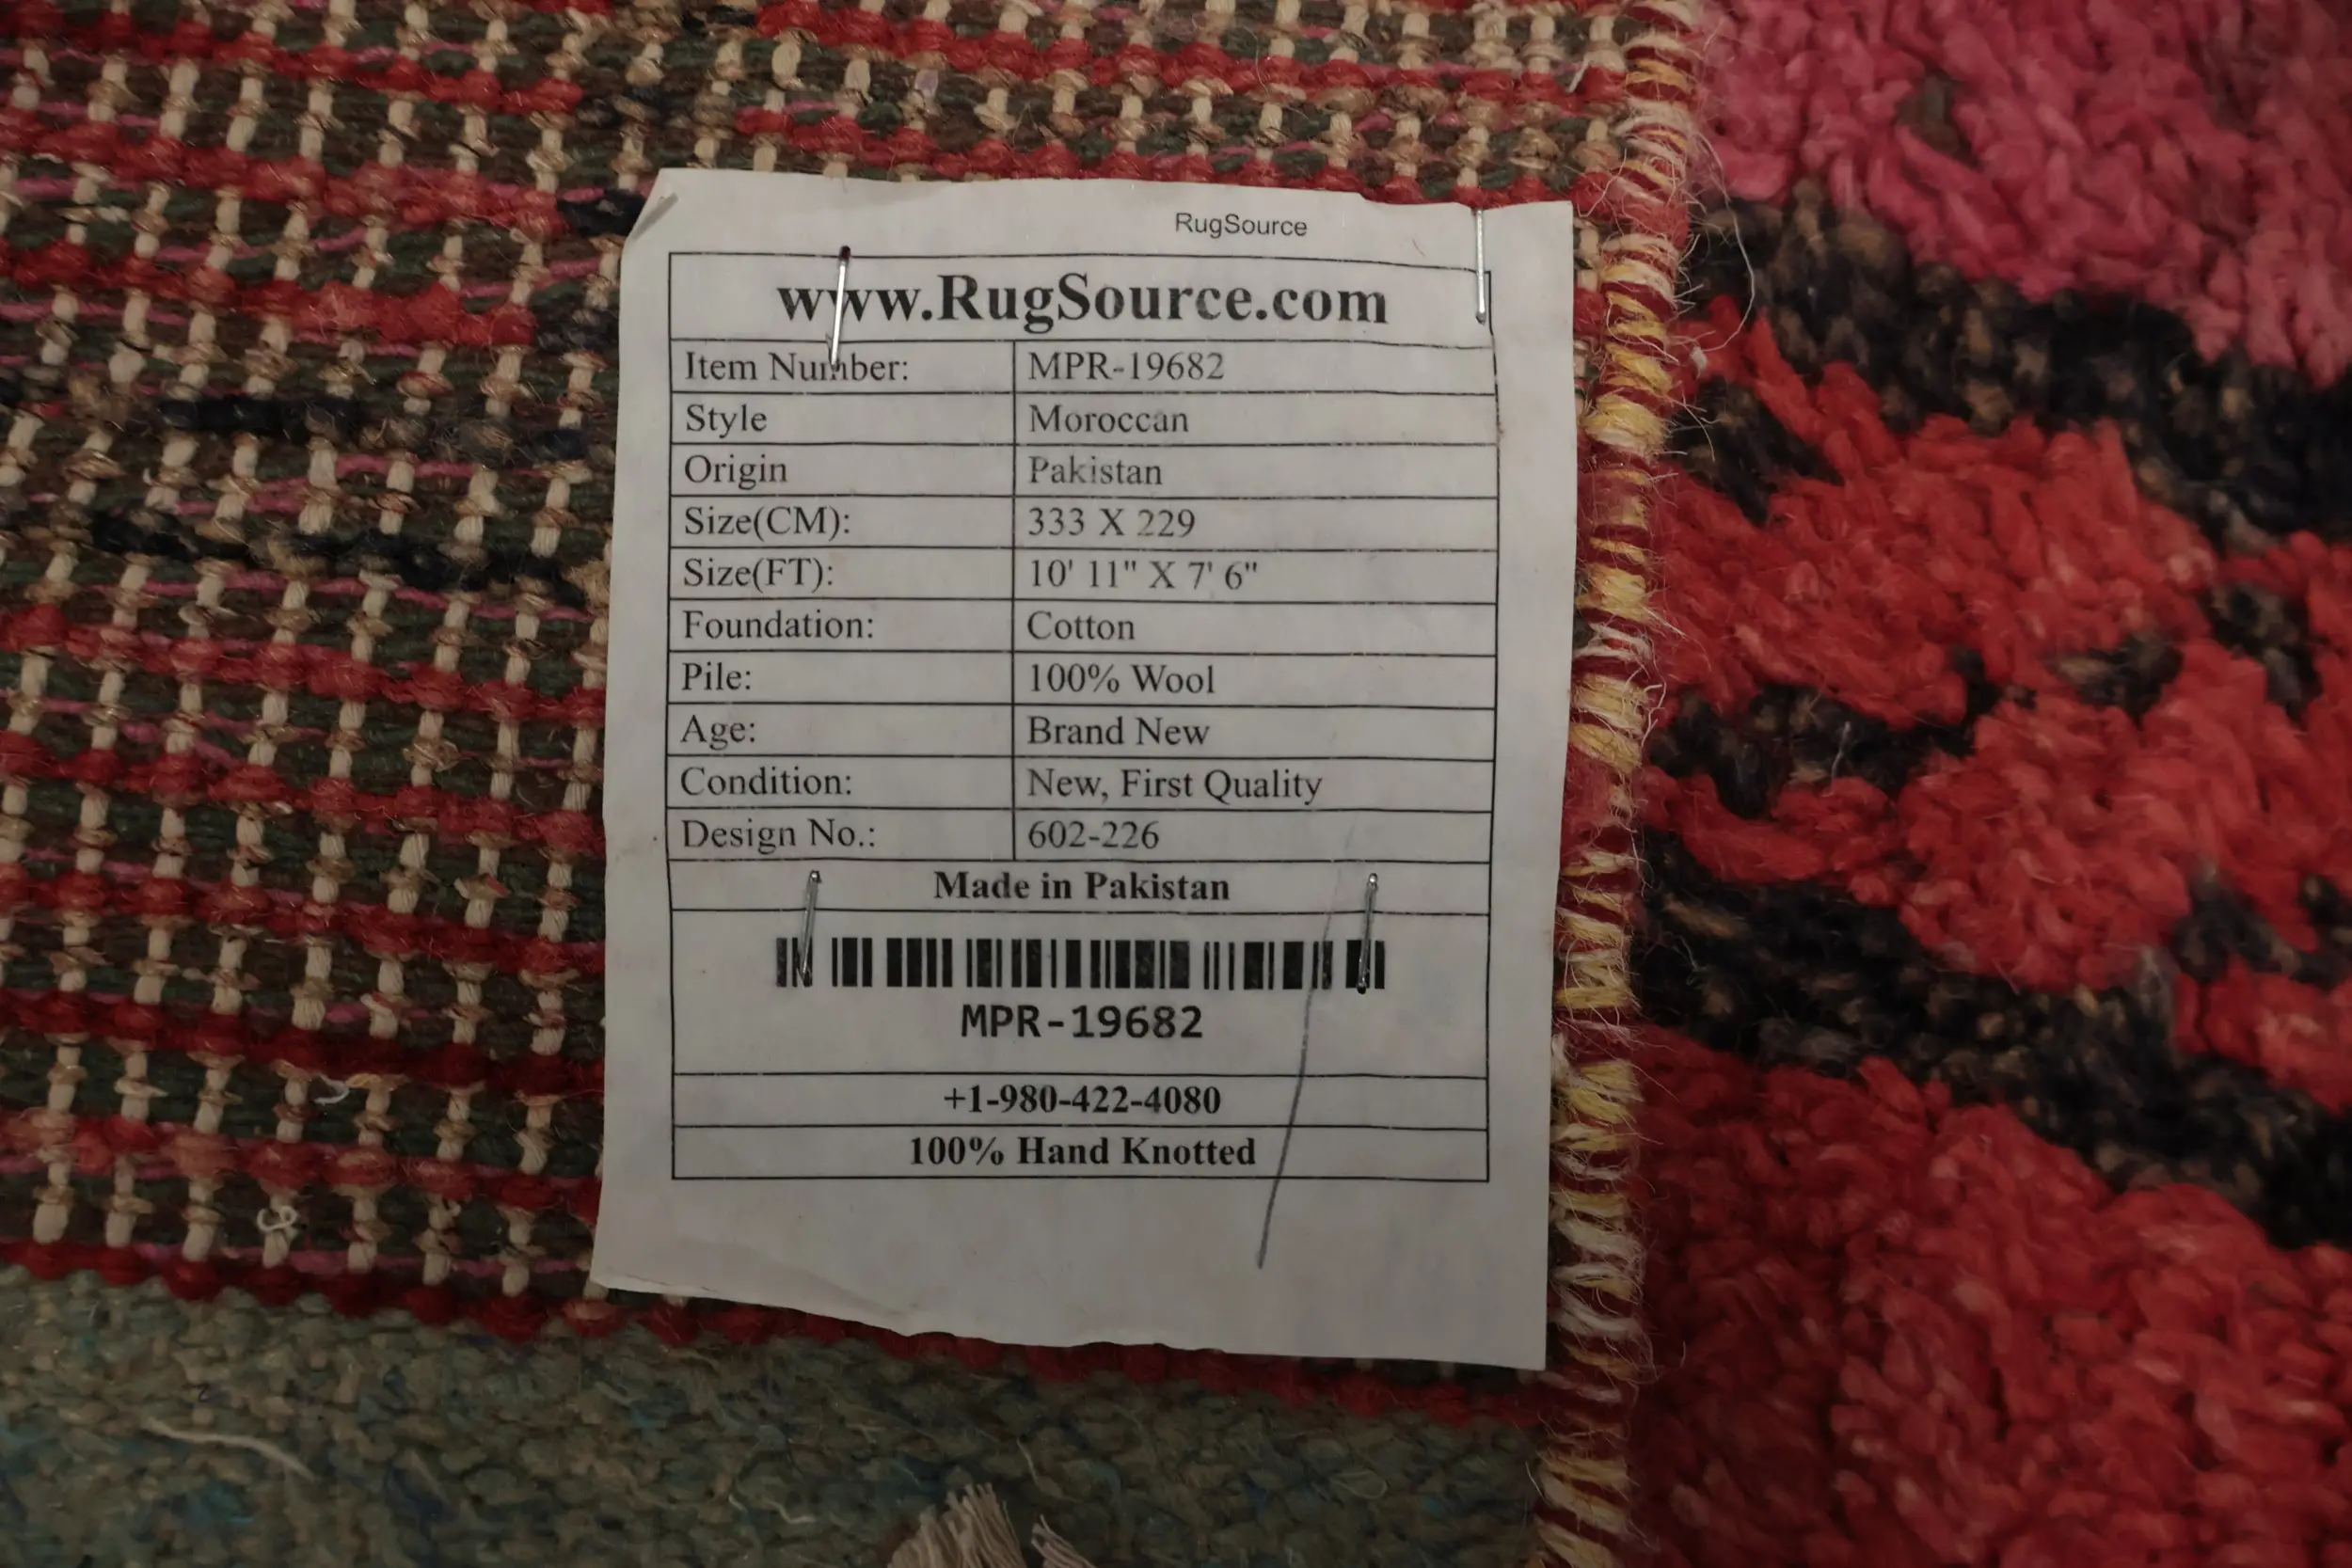 RugSource
www.RugSource.com
Item Number: MPR-19682
Style Moroccan
Origin Pakistan
Size(CM): 333 X 229
Size(FT): 10' 11" X 7' 6"
Foundation: Cotton
Pile: 100% Wool
Age: Brand New
Condition: New, First Quality
Design No.: 602-226
Made in Pakistan
MPR-19682
+1-980-422-4080
100% Hand Knotted